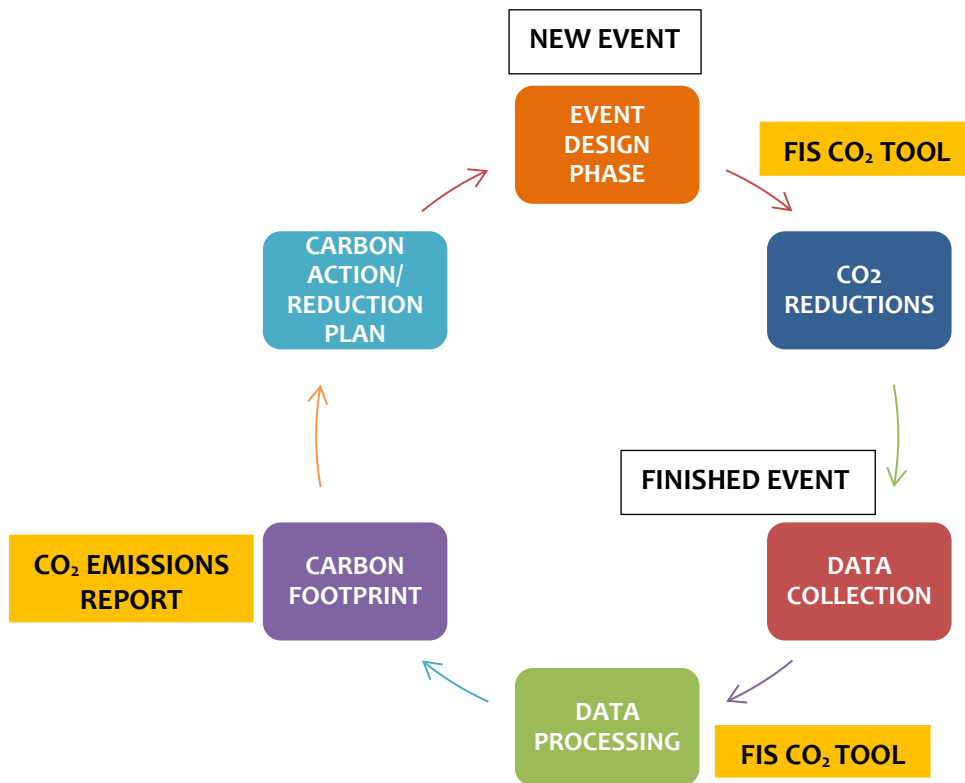 NEW EVENT
EVENT
DESIGN
PHASE
FIS CO₂ TOOL
CO2
REDUCTIONS
FINISHED EVENT
DATA
COLLECTION
FIS CO₂ TOOL
DATA
PROCESSING
CARBON
FOOTPRINT
CO₂ EMISSIONS
REPORT
CARBON
ACTION/
REDUCTION
PLAN